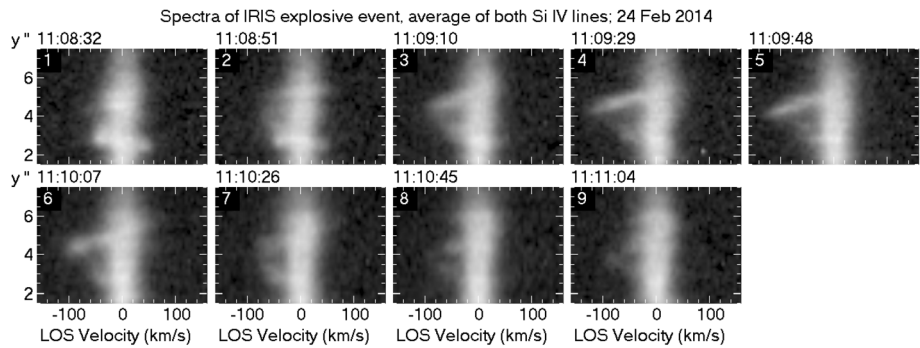 Spectra of IRIS explosive event, average of both Si IV lines; 24 Feb 2014
y " 11:08:32 11:08:51 11:09:10 11:09:29 11:09:48
1 2 3 4 5
6
4
2
y " 11:10:07 11:10:26 11:10:45 11:11:04
6 7 8 9
6
4
2
-100 0 100 -100 0 100 -100 0 100 -100 0 100
LOS Velocity (km/s) LOS Velocity (km/s) LOS Velocity (km/s) LOS Velocity (km/s)